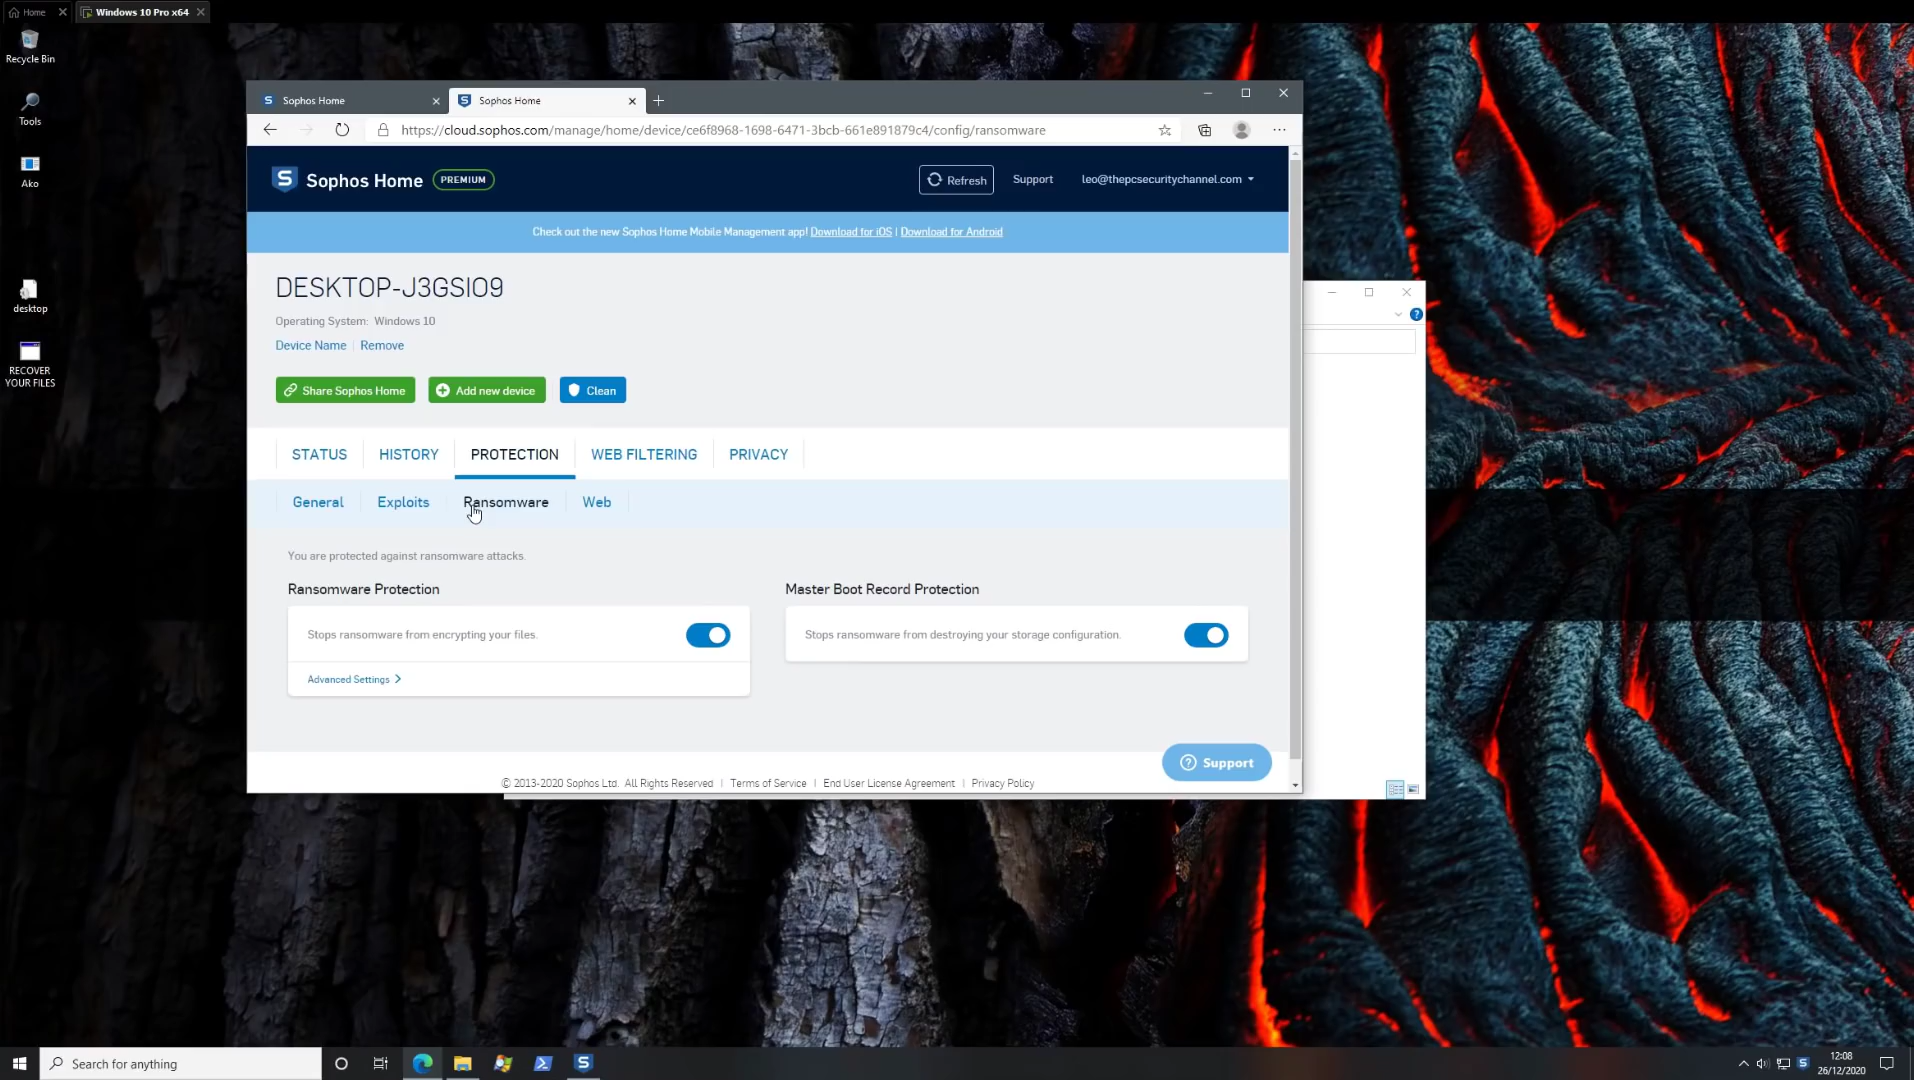 Home
Windows 10 Pro x64
Recycle Bin
Tools
Ako
desktop
RECOVER
YOUR FILES
Sophos Home
Sophos Home
https://cloud.sophos.com/manage/home/device/ce6f8968-1698-6471-3bcb-661e891879c4/config/ransomware
S Sophos Home PREMIUM
Refresh
Support
leo@thepcsecuritychannel.com
Check out the new Sophos Home Mobile Management app! Download for iOS | Download for Android
DESKTOP-J3GSIO9
Operating System: Windows 10
Device Name | Remove
Share Sophos Home
Add new device
Clean
STATUS
HISTORY
PROTECTION
WEB FILTERING
PRIVACY
General
Exploits
Ransomware
Web
You are protected against ransomware attacks.
Ransomware Protection
Stops ransomware from encrypting your files.
Advanced Settings
Master Boot Record Protection
Stops ransomware from destroying your storage configuration.
Support
© 2013-2020 Sophos Ltd. All Rights Reserved | Terms of Service | End User License Agreement | Privacy Policy
Search for anything
12:08
26/12/2020